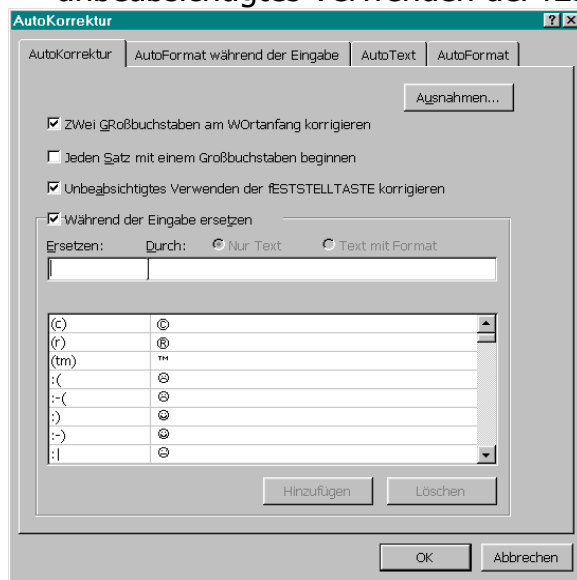 unbeabsichtigtes Verwenden der fES
AutoKorrektur
AutoKorrektur AutoFormat während der Eingabe AutoText AutoFormat
Ausnahmen...
ZWei GRoßbuchstaben am WOrtanfang korrigieren
Jeden Satz mit einem Großbuchstaben beginnen
Unbeabsichtigtes Verwenden der fESTSTELLTASTE korrigieren
Während der Eingabe ersetzen
Ersetzen: Durch: Nur Text Text mit Format
(c) ©
(r) ®
(tm) ™
:( ☹
:-( ☹
:) ☺
:-) ☺
:| 😐
Hinzufügen Löschen
OK Abbrechen